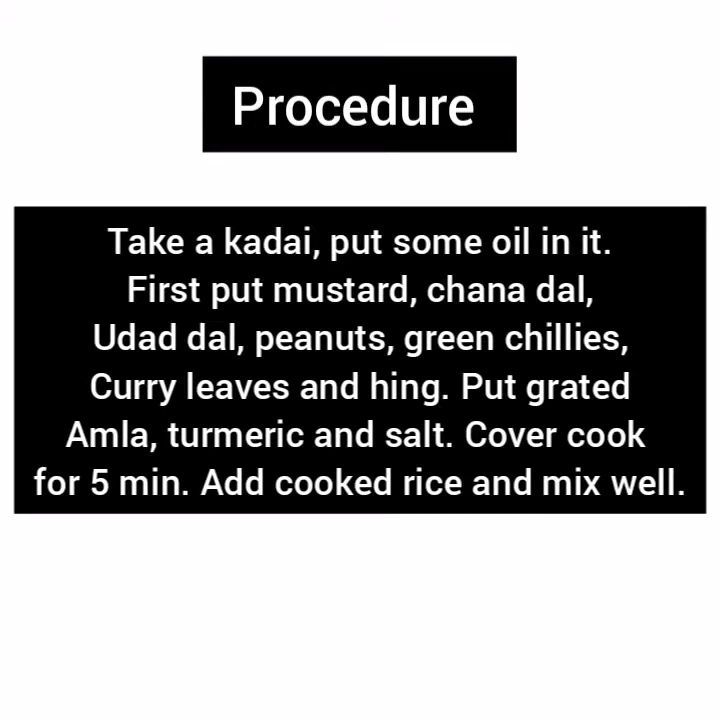 Procedure
Take a kadai, put some oil in it.
First put mustard, chana dal,
Udad dal, peanuts, green chillies,
Curry leaves and hing. Put grated
Amla, turmeric and salt. Cover cook
for 5 min. Add cooked rice and mix well.